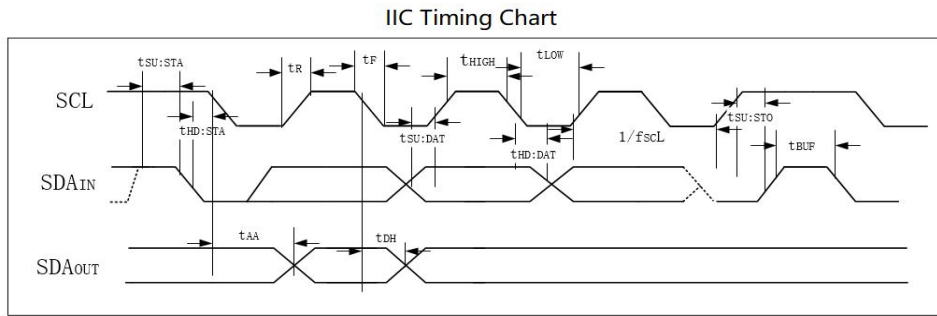 IIC Timing Chart
tSU:STA
tR
tF
tHIGH
tLOW
SCL
tHD:STA
tSU:DAT
tHD:DAT
1/fSCL
tSU:STO
tBUF
SDAIN
tAA
tDH
SDAOUT